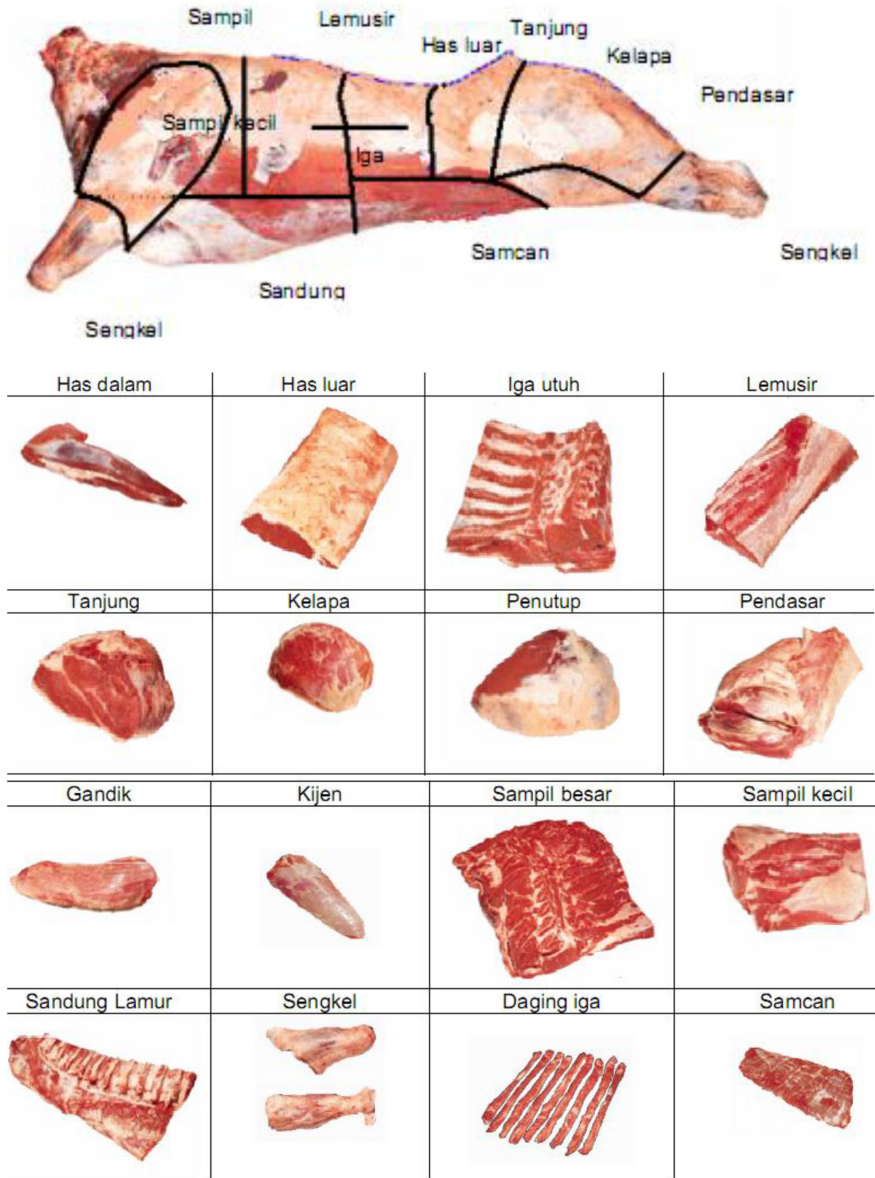 Sampil
Lemusir
Has luar
Tanjung
Kelapa
Pendasar
Sampil kecil
Iga
Samcan
Sengkel
Sandung
Sengkel
Has dalam
Has luar
Iga utuh
Lemusir
Tanjung
Kelapa
Penutup
Pendasar
Gandik
Kijen
Sampil besar
Sampil kecil
Sandung Lamur
Sengkel
Daging iga
Samcan